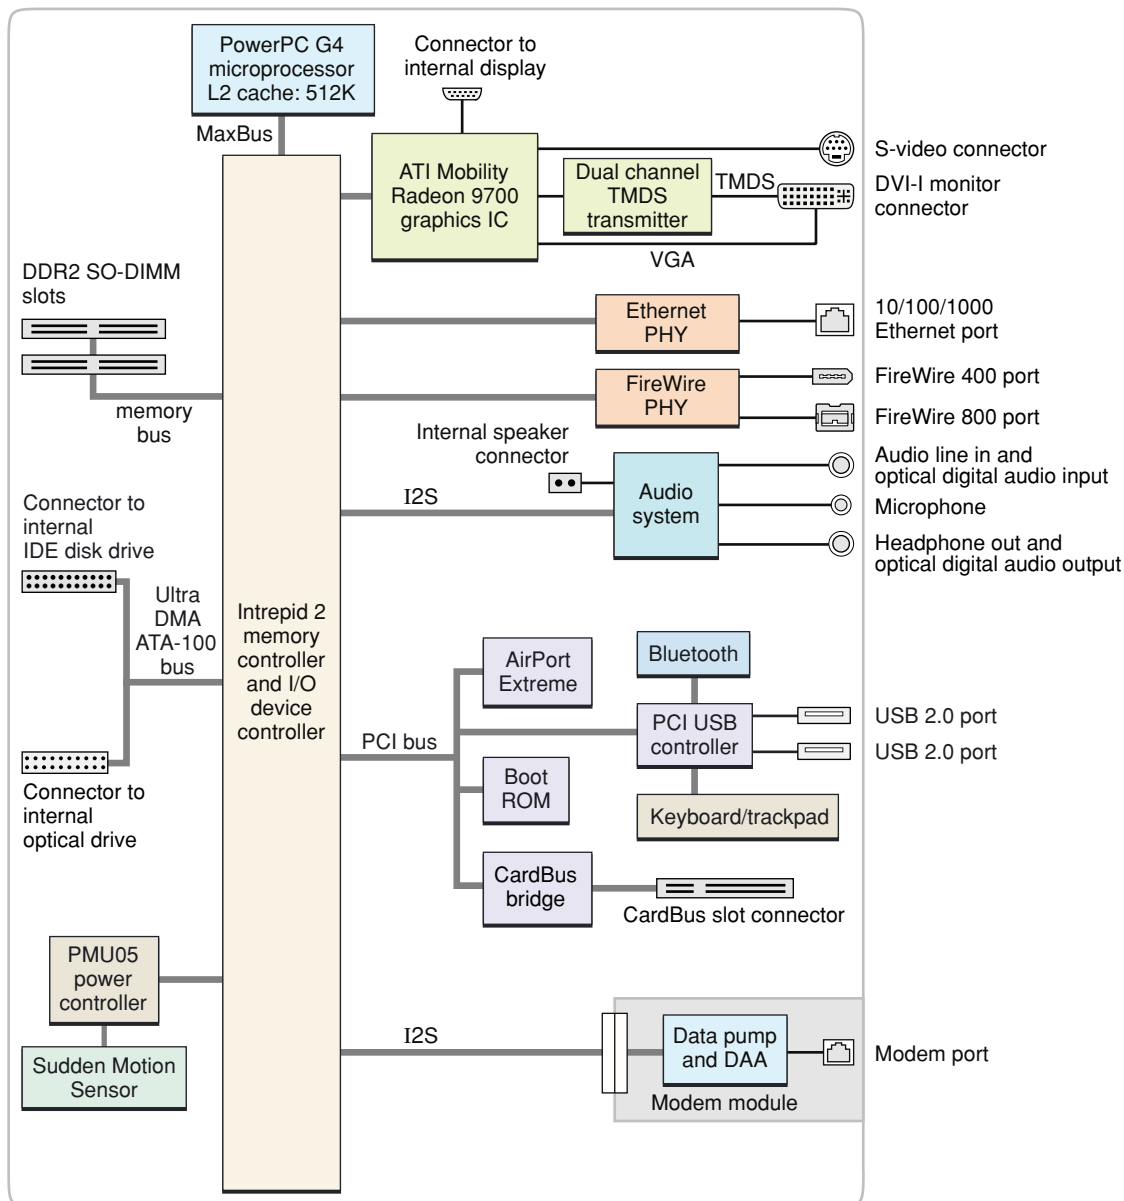 PowerPC G4
microprocessor
L2 cache: 512K
MaxBus
Connector to
internal display
ATI Mobility
Radeon 9700
graphics IC
Dual channel
TMDS
transmitter
TMDS
VGA
S-video connector
DVI-I monitor
connector
DDR2 SO-DIMM
slots
memory
bus
Ethernet
PHY
10/100/1000
Ethernet port
FireWire
PHY
FireWire 400 port
FireWire 800 port
Internal speaker
connector
I2S
Audio
system
Audio line in and
optical digital audio input
Microphone
Headphone out and
optical digital audio output
Connector to
internal
IDE disk drive
Ultra
DMA
ATA-100
bus
Connector to
internal
optical drive
Intrepid 2
memory
controller
and I/O
device
controller
PCI bus
AirPort
Extreme
Bluetooth
PCI USB
controller
USB 2.0 port
USB 2.0 port
Boot
ROM
Keyboard/trackpad
CardBus
bridge
CardBus slot connector
PMU05
power
controller
Sudden Motion
Sensor
I2S
Data pump
and DAA
Modem module
Modem port